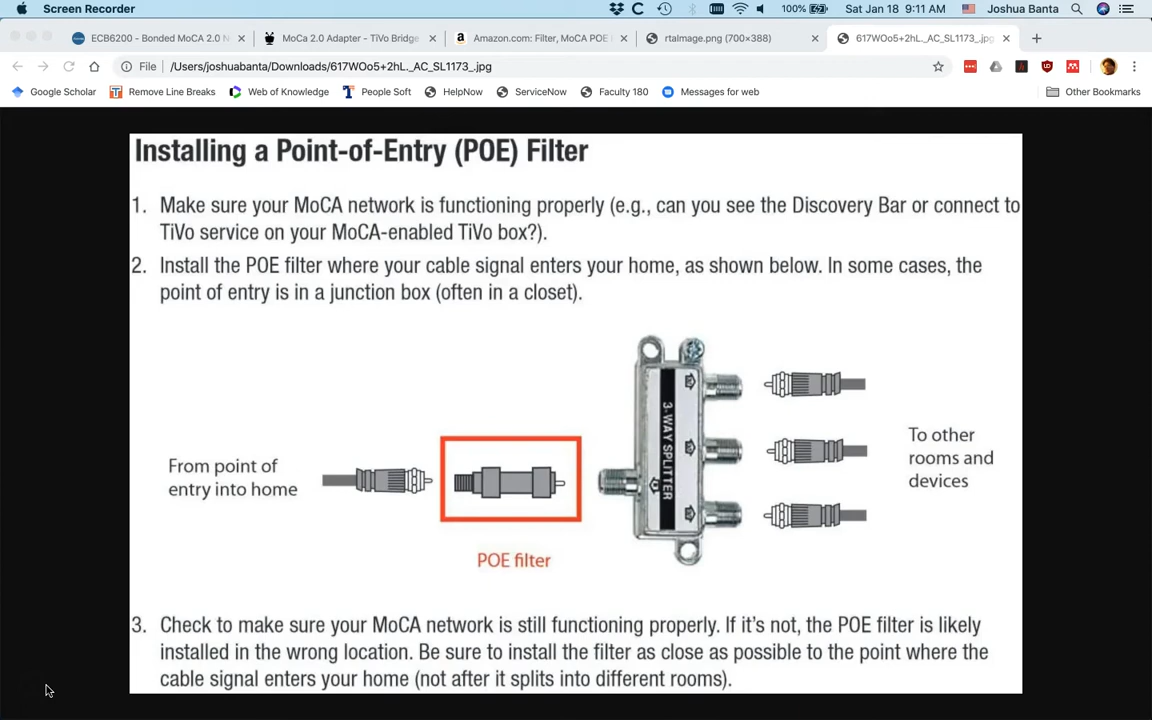 Screen Recorder
100%
Sat Jan 18 9:11 AM
Joshua Banta
ECB6200 - Bonded MoCA 2.0 N
MoCa 2.0 Adapter - TiVo Bridge
Amazon.com: Filter, MoCA POE
rtaImage.png (700×388)
617WOo5+2hL._AC_SL1173_.jpg
File /Users/joshuabanta/Downloads/617WOo5+2hL._AC_SL1173_.jpg
Google Scholar
Remove Line Breaks
Web of Knowledge
People Soft
HelpNow
ServiceNow
Faculty 180
Messages for web
Other Bookmarks
Installing a Point-of-Entry (POE) Filter
1. Make sure your MoCA network is functioning properly (e.g., can you see the Discovery Bar or connect to
TiVo service on your MoCA-enabled TiVo box?).
2. Install the POE filter where your cable signal enters your home, as shown below. In some cases, the
point of entry is in a junction box (often in a closet).
From point of
entry into home
POE filter
3-WAY SPLITTER
To other
rooms and
devices
3. Check to make sure your MoCA network is still functioning properly. If it's not, the POE filter is likely
installed in the wrong location. Be sure to install the filter as close as possible to the point where the
cable signal enters your home (not after it splits into different rooms).